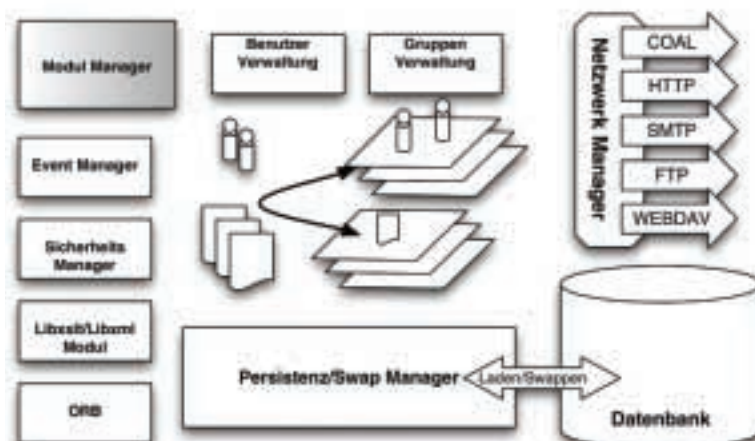 Modul Manager
Benutzer
Verwaltung
Gruppen
Verwaltung
Netzwerk Manager
COAL
HTTP
SMTP
FTP
WEBDAV
Event Manager
Sicherheits
Manager
Libxslt/Libxml
Modul
ORB
Persistenz/Swap Manager
Laden/Swappen
Datenbank